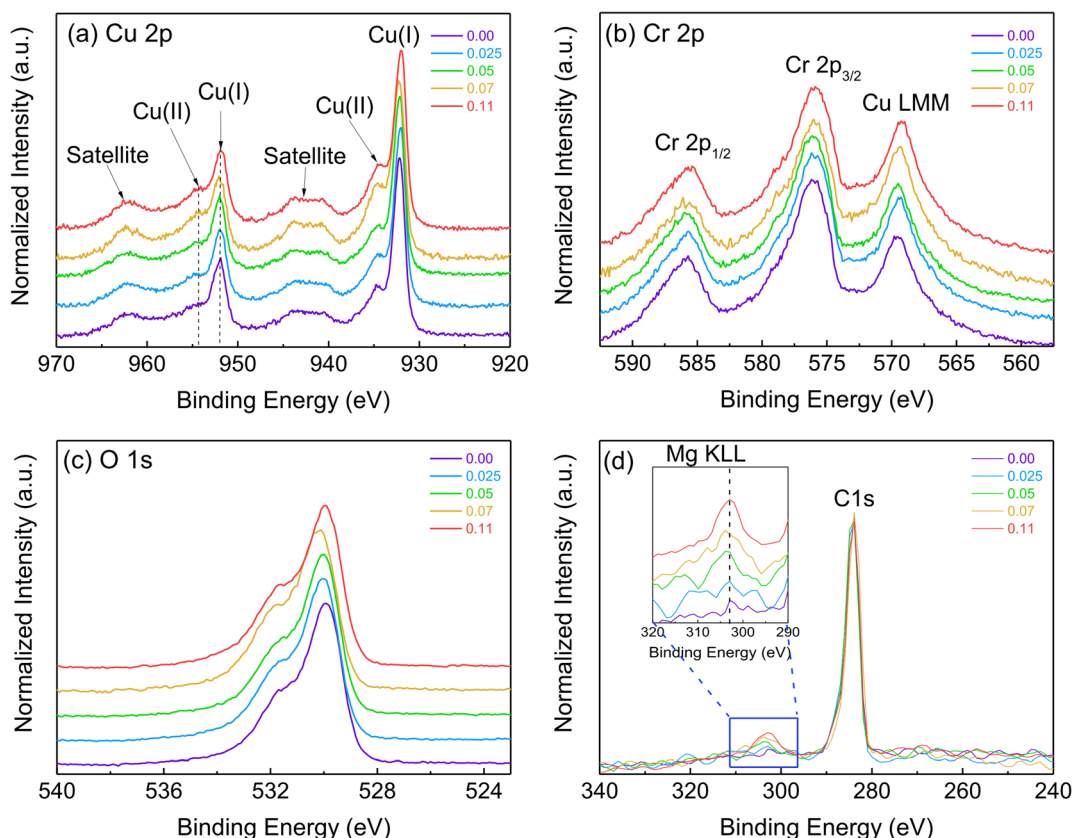 (a) Cu 2p
Cu(I)
0.00
0.025
0.05
0.07
0.11
Cu(I)
Cu(II)
Cu(II)
Satellite
Satellite
Normalized Intensity (a.u.)
970 960 950 940 930 920
Binding Energy (eV)
(b) Cr 2p
0.00
0.025
0.05
0.07
0.11
Cr 2p3/2
Cu LMM
Cr 2p1/2
Normalized Intensity (a.u.)
590 585 580 575 570 565 560
Binding Energy (eV)
(c) O 1s
0.00
0.025
0.05
0.07
0.11
Normalized Intensity (a.u.)
540 536 532 528 524
Binding Energy (eV)
(d)
Mg KLL
0.00
0.025
0.05
0.07
0.11
C1s
320 310 300 290
Binding Energy (eV)
Normalized Intensity (a.u.)
340 320 300 280 260 240
Binding Energy (eV)